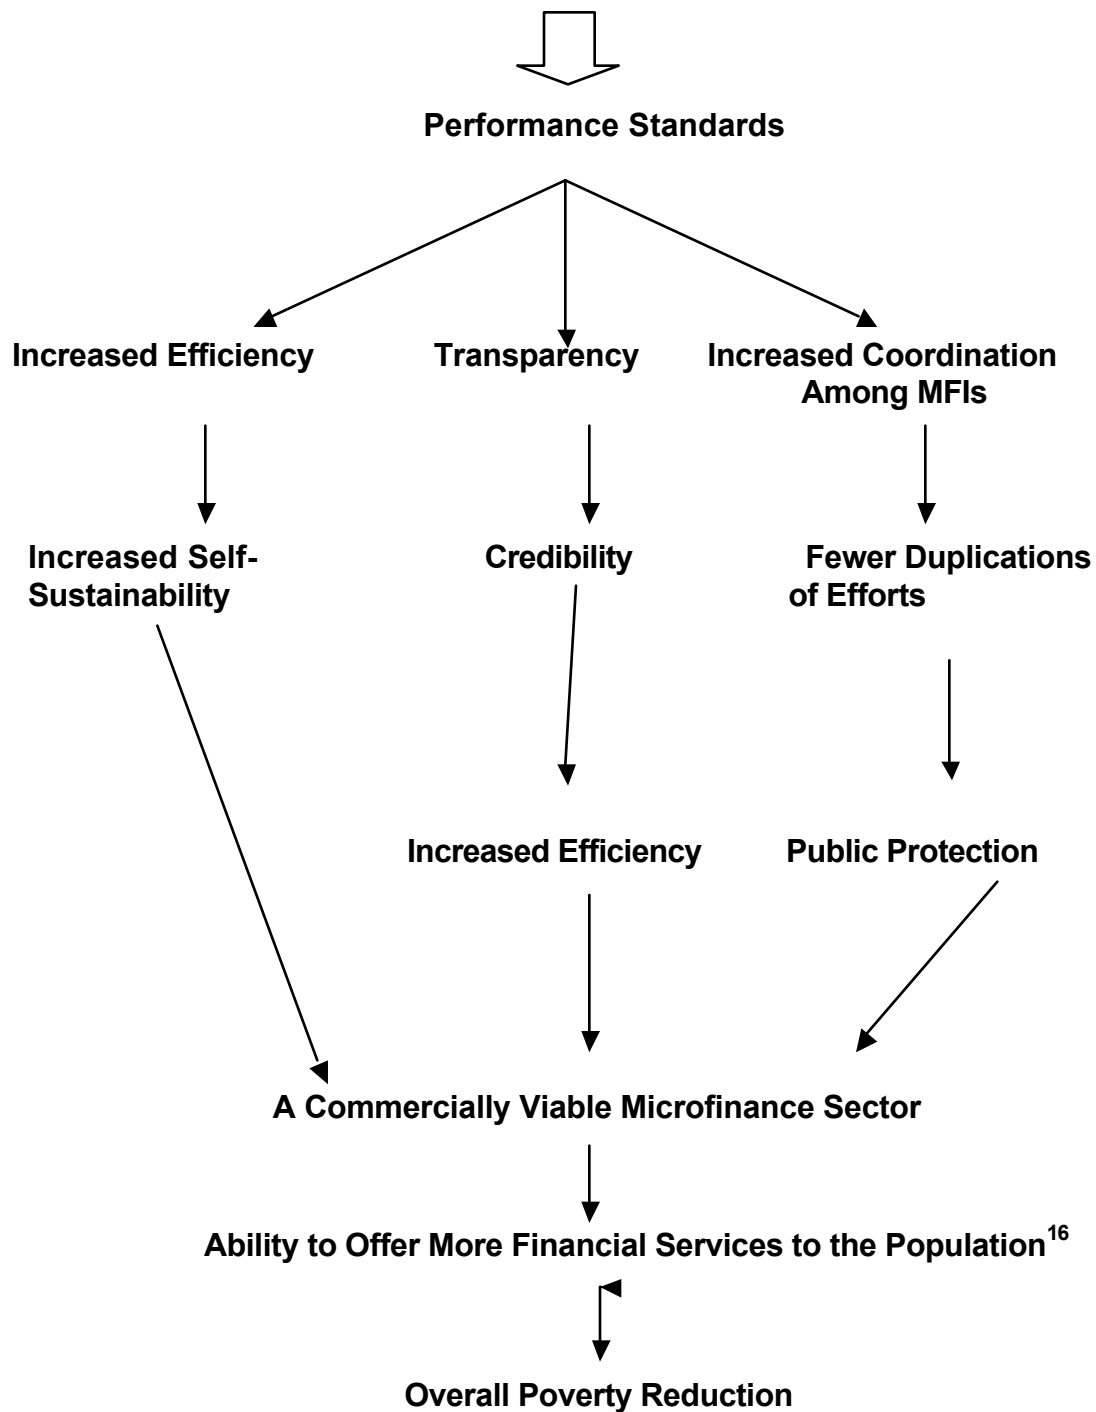 Performance Standards
Increased Efficiency
Transparency
Increased Coordination
Among MFIs
Increased Self-
Sustainability
Credibility
Fewer Duplications
of Efforts
Increased Efficiency
Public Protection
A Commercially Viable Microfinance Sector
Ability to Offer More Financial Services to the Population16
Overall Poverty Reduction